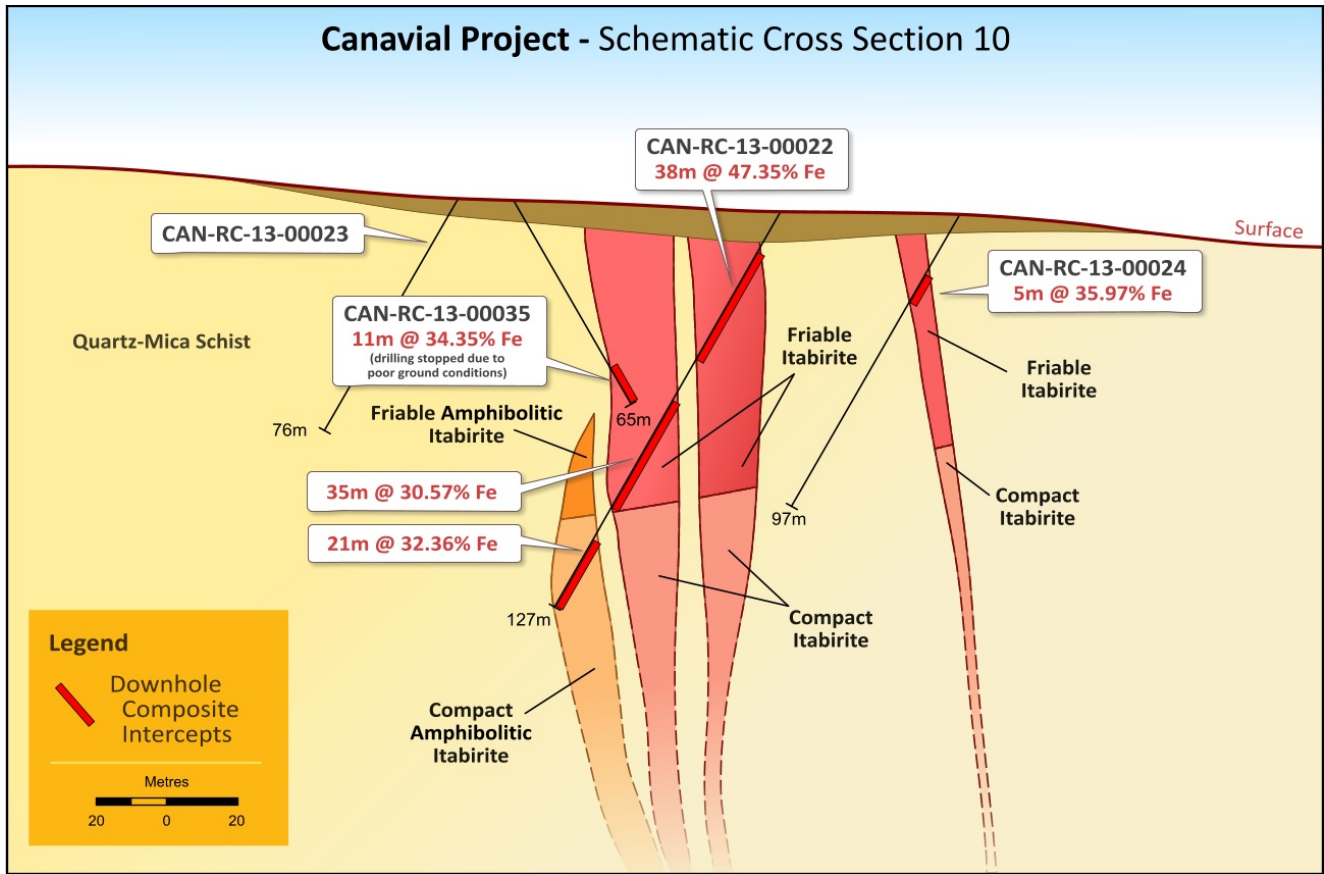 Canavial Project - Schematic Cross Section 10
CAN-RC-13-00022
38m @ 47.35% Fe
CAN-RC-13-00023
Surface
CAN-RC-13-00024
5m @ 35.97% Fe
CAN-RC-13-00035
11m @ 34.35% Fe
(drilling stopped due to
poor ground conditions)
Quartz-Mica Schist
Friable
Itabirite
Friable
Itabirite
76m
Friable Amphibolitic
Itabirite
65m
35m @ 30.57% Fe
97m
Compact
Itabirite
21m @ 32.36% Fe
127m
Compact
Itabirite
Compact
Amphibolitic
Itabirite
Legend
Downhole
Composite
Intercepts
Metres
20 0 20